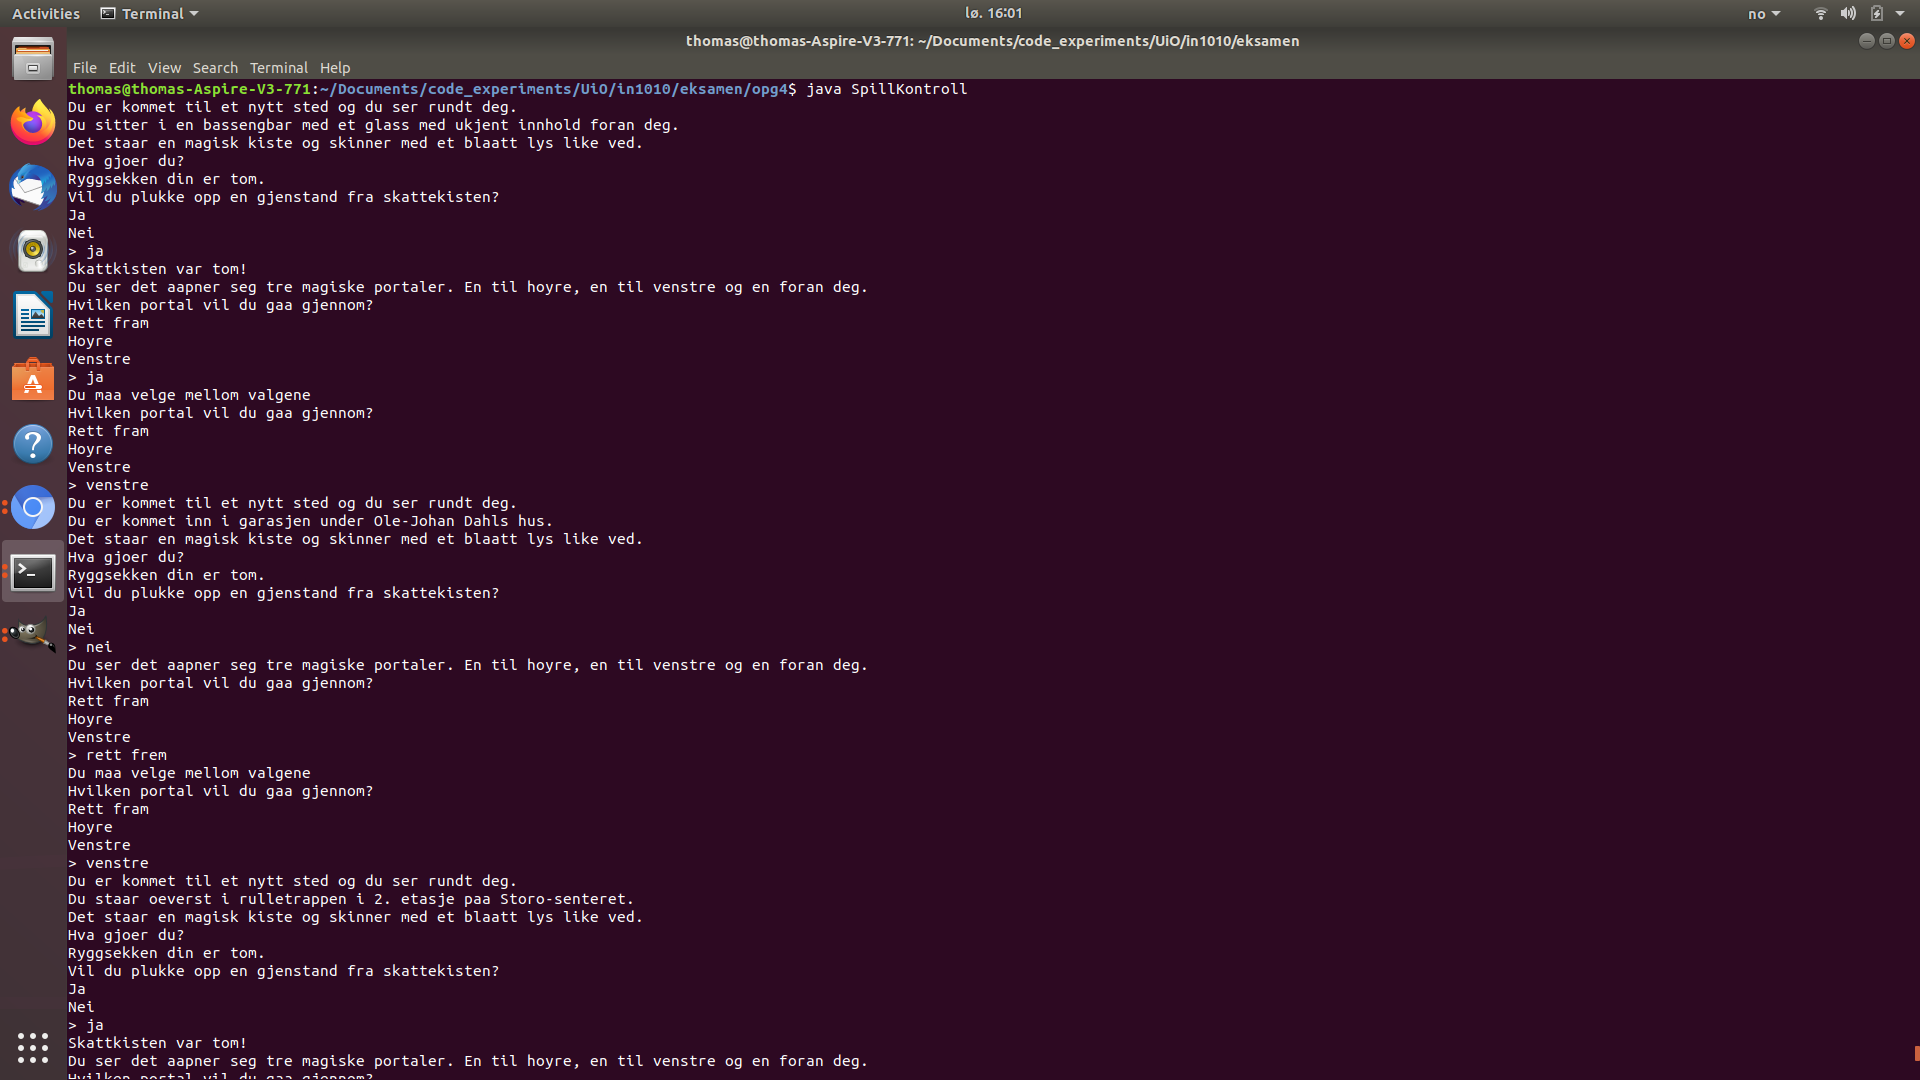 Activities Terminal lø. 16:01 no
thomas@thomas-Aspire-V3-771: ~/Documents/code_experiments/UiO/in1010/eksamen
File Edit View Search Terminal Help
thomas@thomas-Aspire-V3-771:~/Documents/code_experiments/UiO/in1010/eksamen/opg4$ java SpillKontroll
Du er kommet til et nytt sted og du ser rundt deg.
Du sitter i en bassengbar med et glass med ukjent innhold foran deg.
Det staar en magisk kiste og skinner med et blaatt lys like ved.
Hva gjoer du?
Ryggsekken din er tom.
Vil du plukke opp en gjenstand fra skattekisten?
Ja
Nei
> ja
Skattkisten var tom!
Du ser det aapner seg tre magiske portaler. En til hoyre, en til venstre og en foran deg.
Hvilken portal vil du gaa gjennom?
Rett fram
Hoyre
Venstre
> ja
Du maa velge mellom valgene
Hvilken portal vil du gaa gjennom?
Rett fram
Hoyre
Venstre
> venstre
Du er kommet til et nytt sted og du ser rundt deg.
Du er kommet inn i garasjen under Ole-Johan Dahls hus.
Det staar en magisk kiste og skinner med et blaatt lys like ved.
Hva gjoer du?
Ryggsekken din er tom.
Vil du plukke opp en gjenstand fra skattekisten?
Ja
Nei
> nei
Du ser det aapner seg tre magiske portaler. En til hoyre, en til venstre og en foran deg.
Hvilken portal vil du gaa gjennom?
Rett fram
Hoyre
Venstre
> rett frem
Du maa velge mellom valgene
Hvilken portal vil du gaa gjennom?
Rett fram
Hoyre
Venstre
> venstre
Du er kommet til et nytt sted og du ser rundt deg.
Du staar oeverst i rulletrappen i 2. etasje paa Storo-senteret.
Det staar en magisk kiste og skinner med et blaatt lys like ved.
Hva gjoer du?
Ryggsekken din er tom.
Vil du plukke opp en gjenstand fra skattekisten?
Ja
Nei
> ja
Skattkisten var tom!
Du ser det aapner seg tre magiske portaler. En til hoyre, en til venstre og en foran deg.
Hvilken portal vil du gaa gjennom?